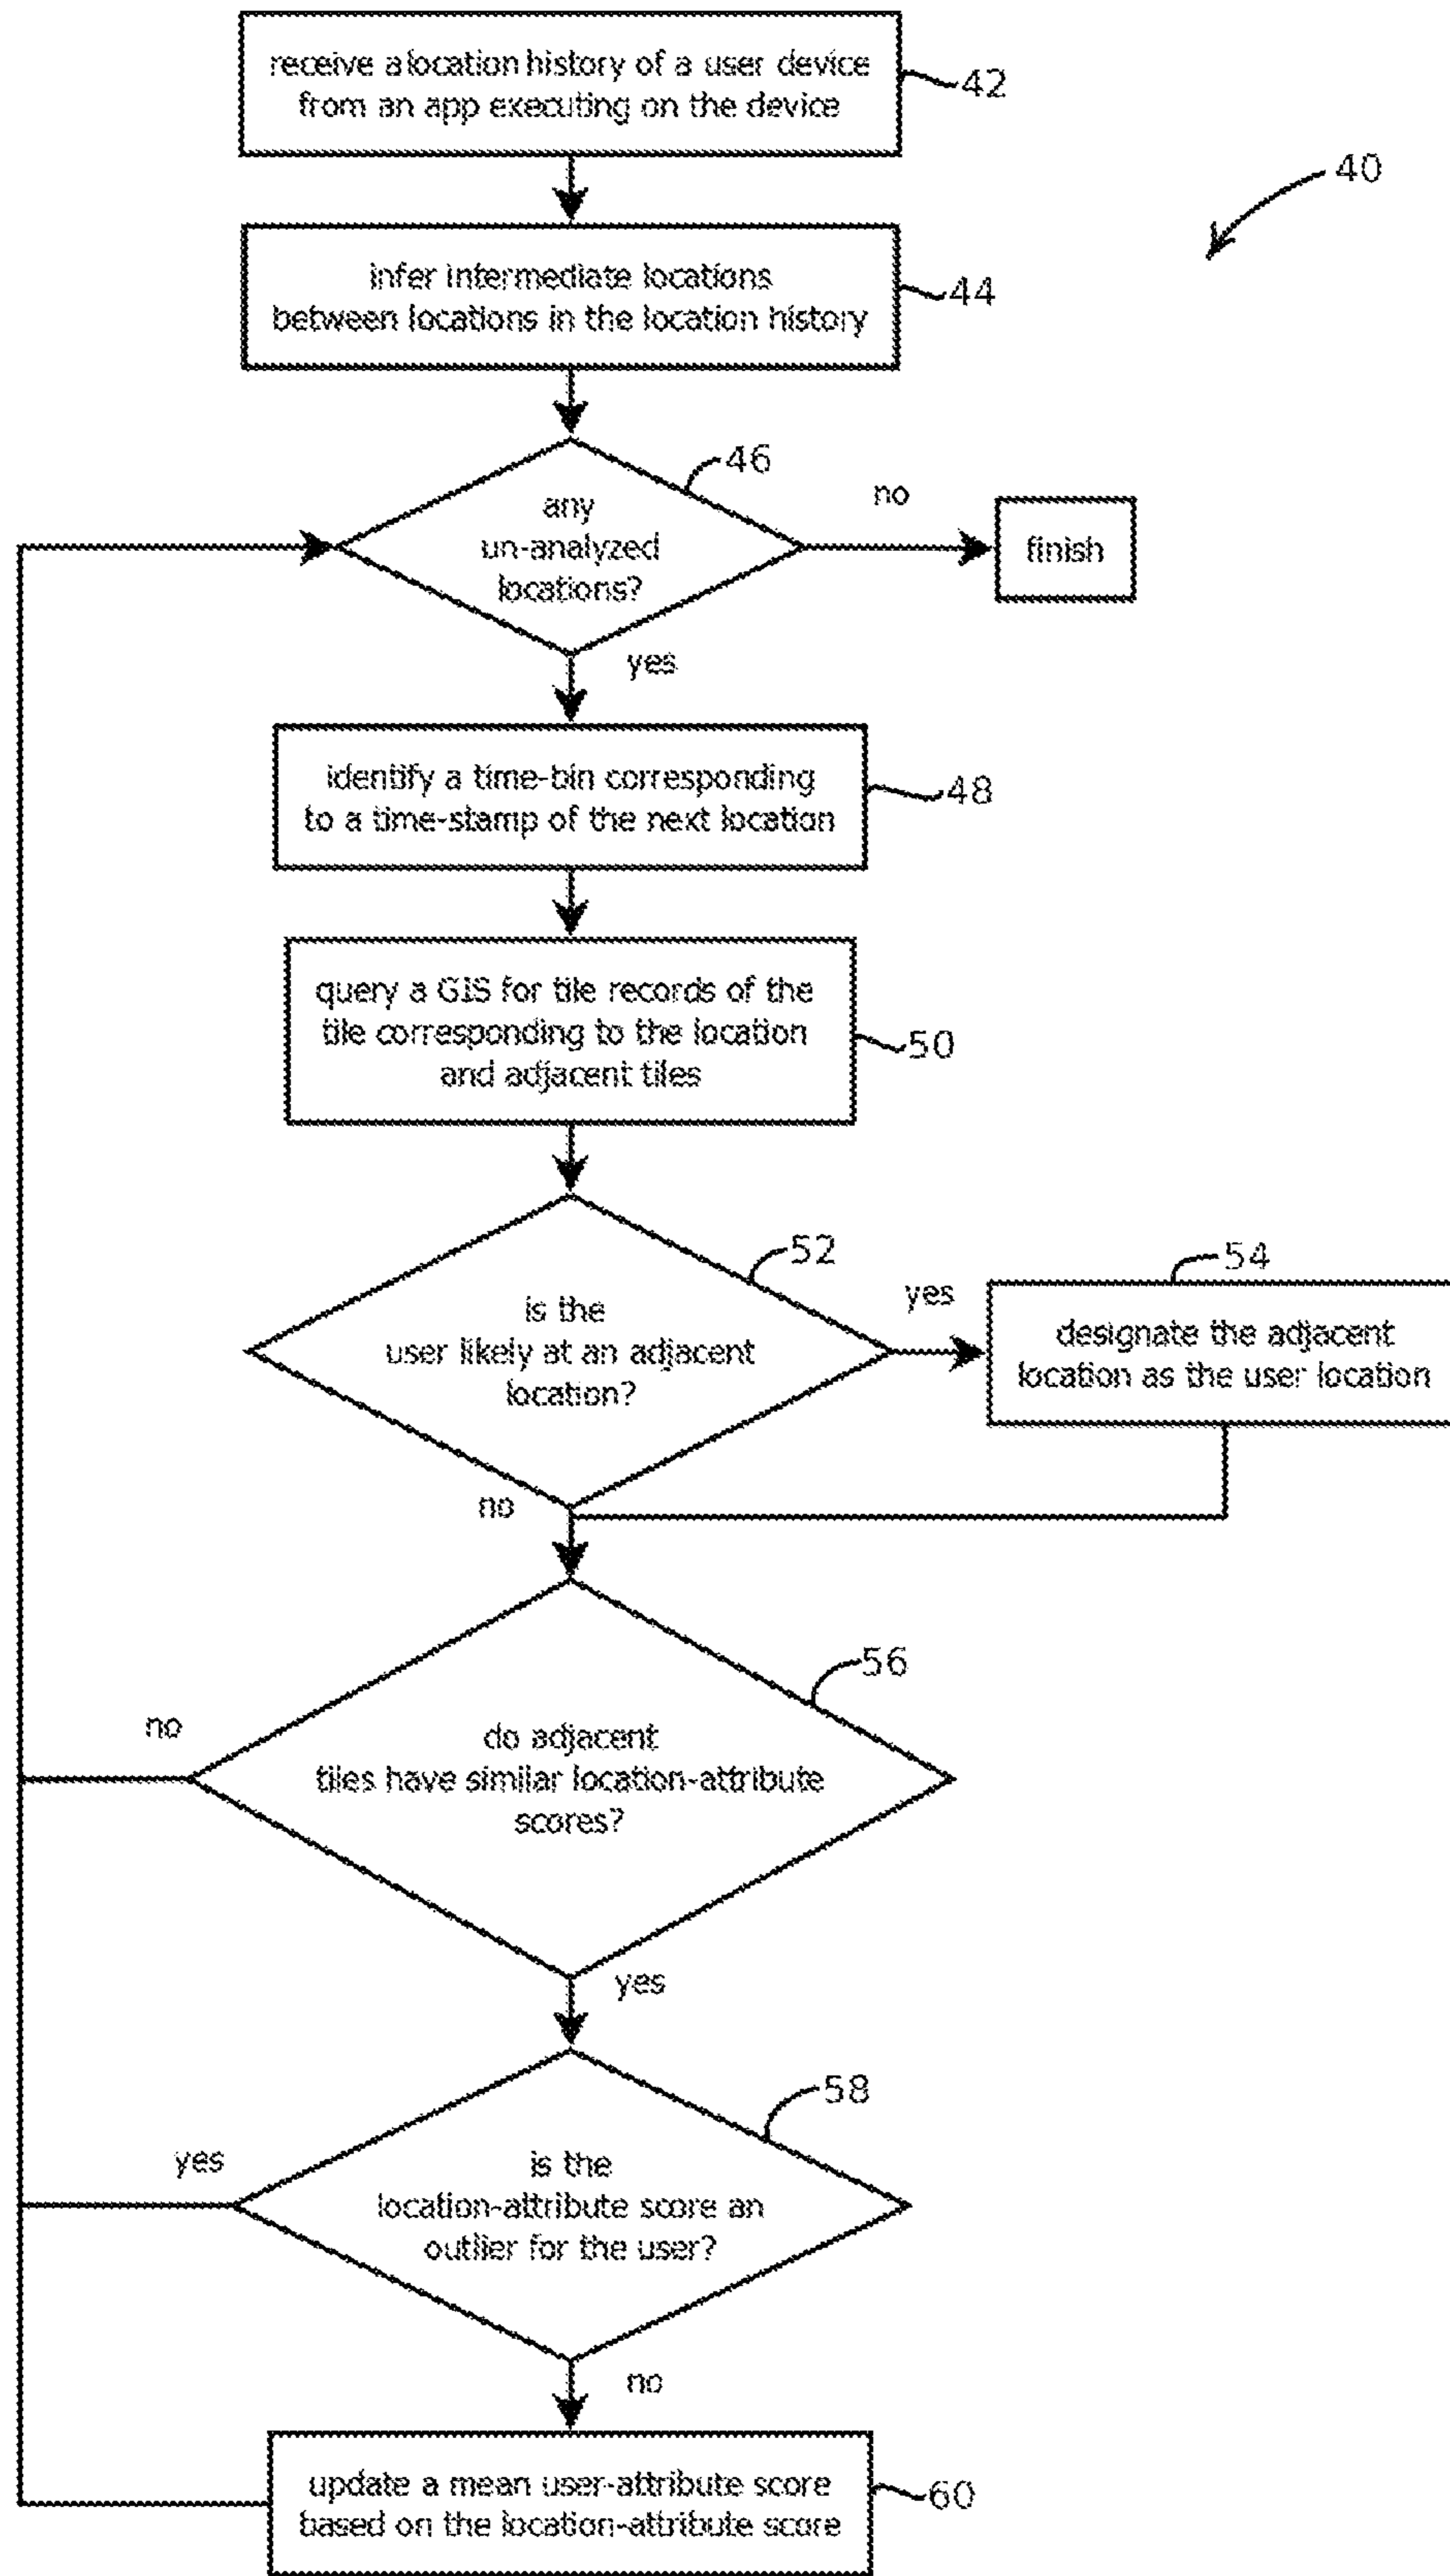 receive a location history of a user device
from an app executing on the device
42
40
infer intermediate locations
between locations in the location history
44
46
any
un-analyzed
locations?
no
finish
yes
identify a time-bin corresponding
to a time-stamp of the next location
48
query a GIS for tile records of the
tile corresponding to the location
and adjacent tiles
50
52
is the
user likely at an adjacent
location?
yes
54
designate the adjacent
location as the user location
no
56
do adjacent
tiles have similar location-attribute
scores?
no
yes
58
is the
location-attribute score an
outlier for the user?
yes
no
update a mean user-attribute score
based on the location-attribute score
60